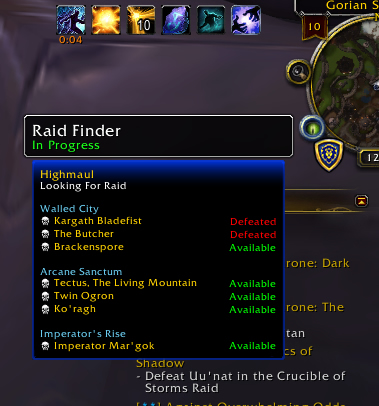 Gorian S
10
10
0:04
Raid Finder
In Progress
12
Highmaul
Looking For Raid
Walled City
Kargath Bladefist Defeated
The Butcher Defeated
Brackenspore Available
Arcane Sanctum
Tectus, The Living Mountain Available
rone: Dark
Twin Ogron Available
Ko'ragh Available
rone: The
Imperator's Rise
tan
Imperator Mar'gok Available
cs of
Shadow
- Defeat Uu'nat in the Crucible of
Storms Raid
Against Overwhelming Odds